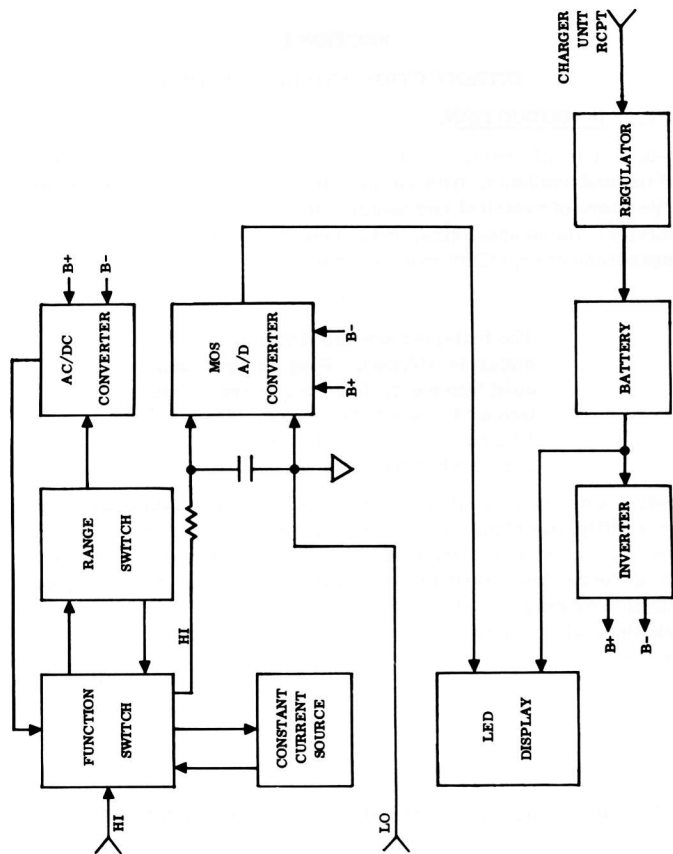 AC/DC
CONVERTER
B+
B-
RANGE
SWITCH
FUNCTION
SWITCH
HI
HI
MOS
A/D
CONVERTER
B+
B-
CONSTANT
CURRENT
SOURCE
LO
LED
DISPLAY
INVERTER
B+
B-
BATTERY
REGULATOR
CHARGER
UNIT
RCPT